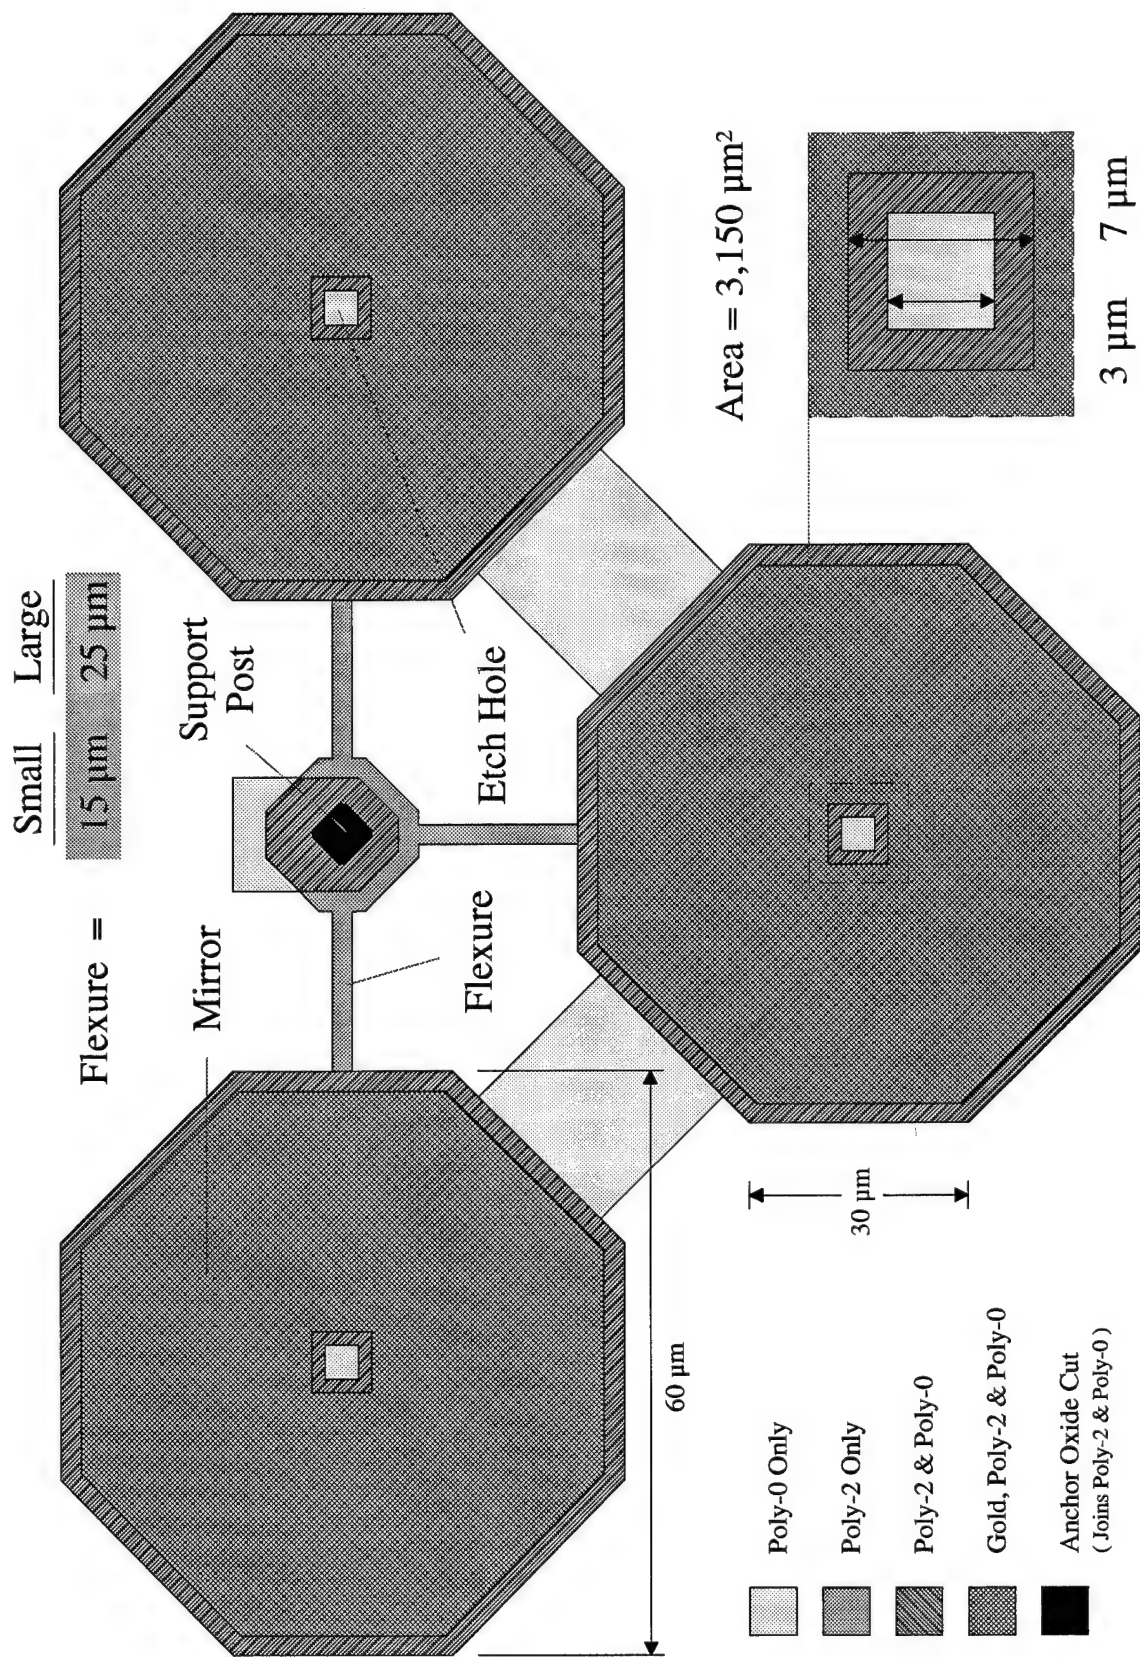 Small Large
Flexure = 15 µm 25 µm
Mirror
Support
Post
Flexure
Etch Hole
Area = 3,150 µm²
60 µm
30 µm
3 µm 7 µm
Poly-0 Only
Poly-2 Only
Poly-2 & Poly-0
Gold, Poly-2 & Poly-0
Anchor Oxide Cut
( Joins Poly-2 & Poly-0 )